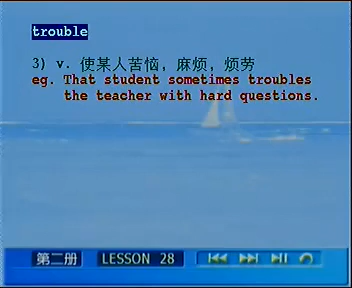 trouble
3) v. 使某人苦恼, 麻烦, 烦劳
eg. That student sometimes troubles
the teacher with hard questions.
第二册 LESSON 28